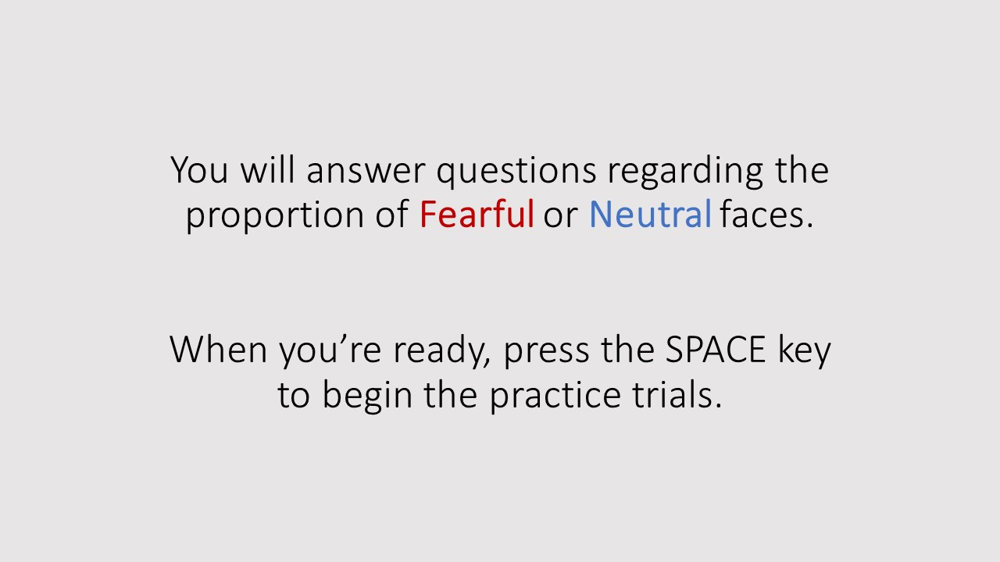 You will answer questions regarding the
proportion of Fearful or Neutral faces.
When you’re ready, press the SPACE key
to begin the practice trials.